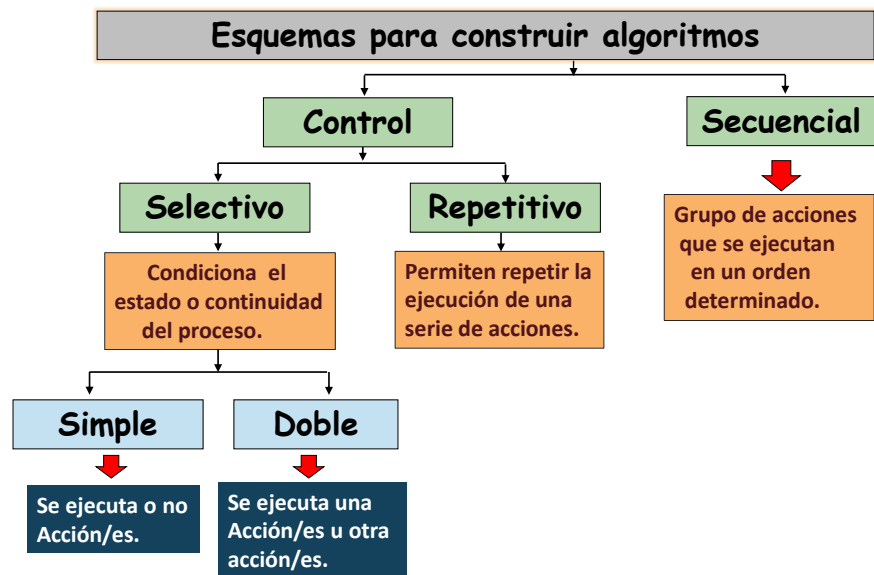 Esquemas para construir algoritmos
Control
Secuencial
Selectivo
Repetitivo
Grupo de acciones
que se ejecutan
en un orden
determinado.
Condiciona el
estado o continuidad
del proceso.
Permiten repetir la
ejecución de una
serie de acciones.
Simple
Doble
Se ejecuta o no
Acción/es.
Se ejecuta una
Acción/es u otra
acción/es.